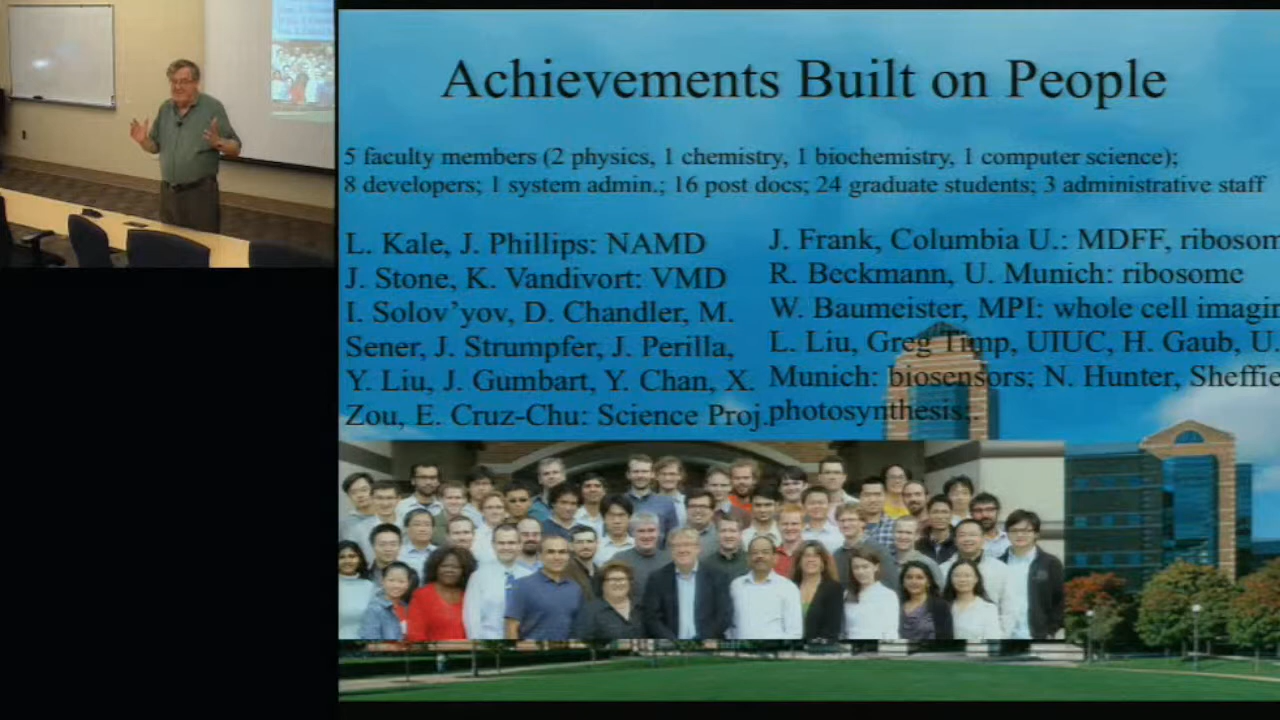 Achievements Built on People
5 faculty members (2 physics, 1 chemistry, 1 biochemistry, 1 computer science);
8 developers; 1 system admin.; 16 post docs; 24 graduate students; 3 administrative staff
L. Kale, J. Phillips: NAMD
J. Stone, K. Vandivort: VMD
I. Solov’yov, D. Chandler, M.
Sener, J. Strumpfer, J. Perilla,
Y. Liu, J. Gumbart, Y. Chan, X.
Zou, E. Cruz-Chu: Science Proj.
J. Frank, Columbia U.: MDFF, ribosom
R. Beckmann, U. Munich: ribosome
W. Baumeister, MPI: whole cell imagin
L. Liu, Greg Timp, UIUC, H. Gaub, U.
Munich: biosensors; N. Hunter, Sheffie
photosynthesis;.